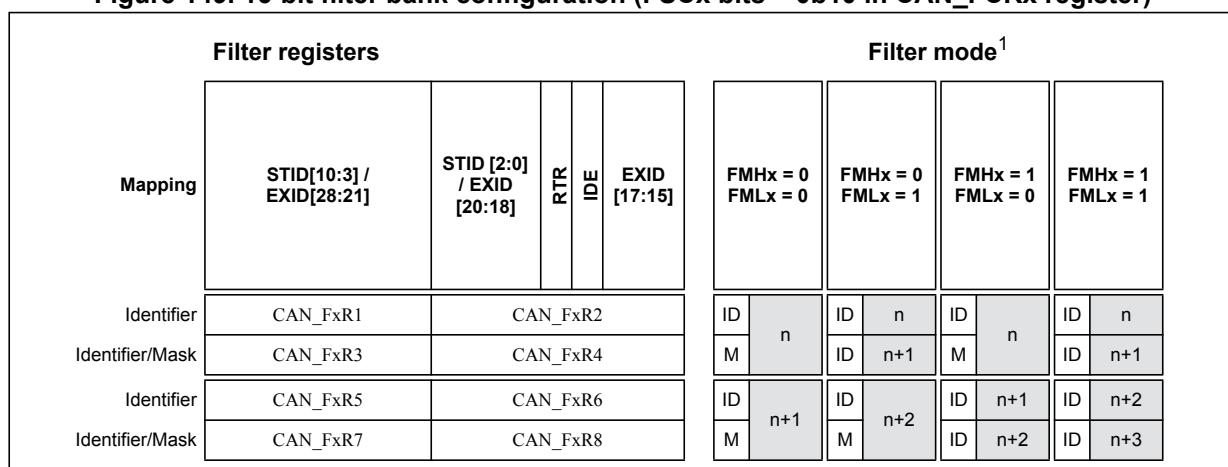 Figure 149. 16-bit filter bank configuration (FSCx bits = 0b10 in CAN_FCRx register)
Filter registers
Filter mode1
Mapping
STID[10:3] /
EXID[28:21]
STID [2:0]
/ EXID
[20:18]
RTR
IDE
EXID
[17:15]
FMHx = 0
FMLx = 0
FMHx = 0
FMLx = 1
FMHx = 1
FMLx = 0
FMHx = 1
FMLx = 1
Identifier CAN_FxR1 CAN_FxR2 ID n ID n ID n ID n
Identifier/Mask CAN_FxR3 CAN_FxR4 M ID n+1 M ID n+1
Identifier CAN_FxR5 CAN_FxR6 ID n+1 ID n+2 ID n+1 ID n+2
Identifier/Mask CAN_FxR7 CAN_FxR8 M M ID n+2 ID n+3